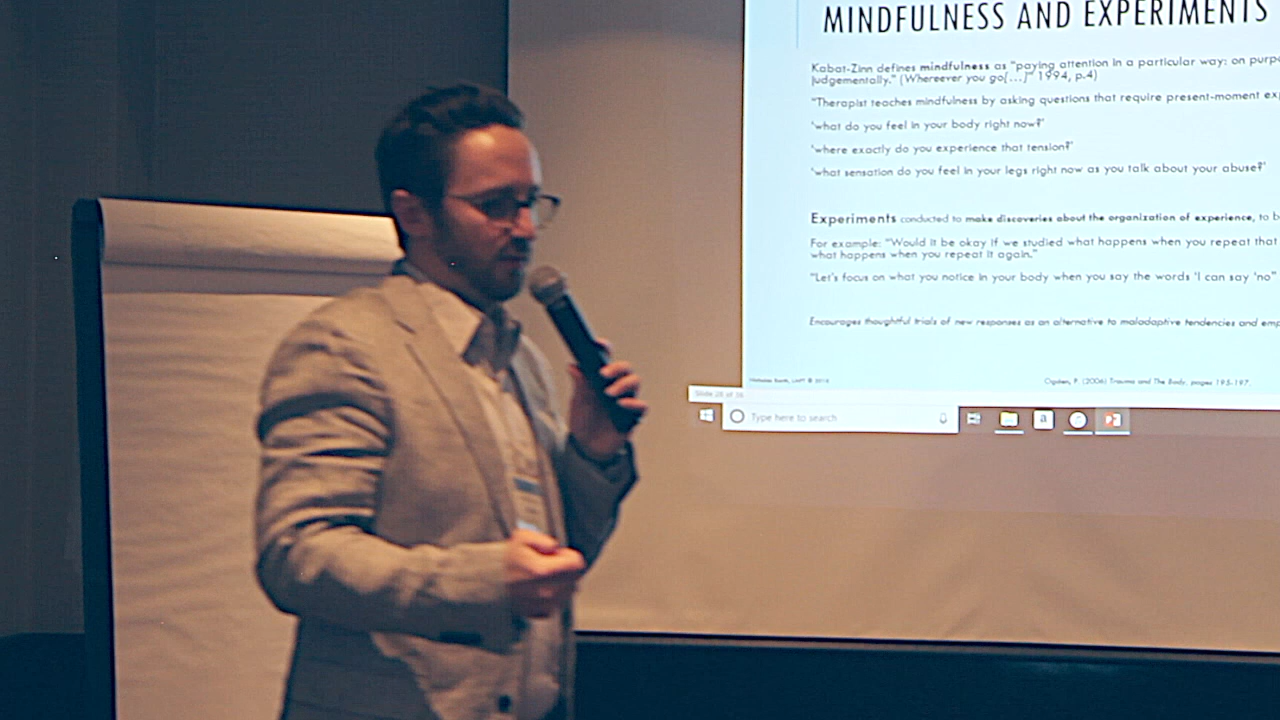 MINDFULNESS AND EXPERIMENTS
Kabat-Zinn defines mindfulness as "paying attention in a particular way: on purpo
judgementally." (Whereever you go[...]" 1994, p.4)
"Therapist teaches mindfulness by asking questions that require present-moment exp
'what do you feel in your body right now?'
'where exactly do you experience that tension?'
'what sensation do you feel in your legs right now as you talk about your abuse?'
Experiments conducted to make discoveries about the organization of experience, to b
For example: "Would it be okay if we studied what happens when you repeat that
what happens when you repeat it again."
"Let's focus on what you notice in your body when you say the words 'I can say 'no"
Encourages thoughtful trials of new responses as an alternative to maladaptive tendencies and emp
Ogden, P. (2006) Trauma and The Body, pages 195-197.
Slide 28 of 36
Type here to search
a